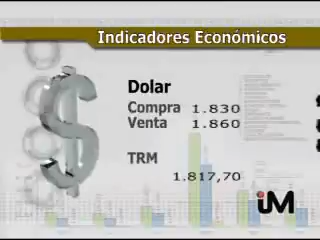 Indicadores Económicos
Dolar
Compra 1.830
Venta 1.860
TRM
1.817,70
iM